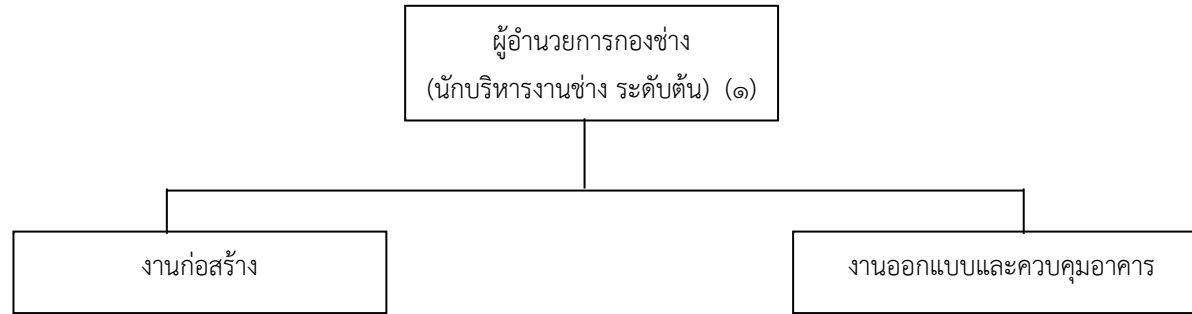 ผู้อำนวยการกองช่าง
(นักบริหารงานช่าง ระดับต้น) (๑)
งานก่อสร้าง
งานออกแบบและควบคุมอาคาร